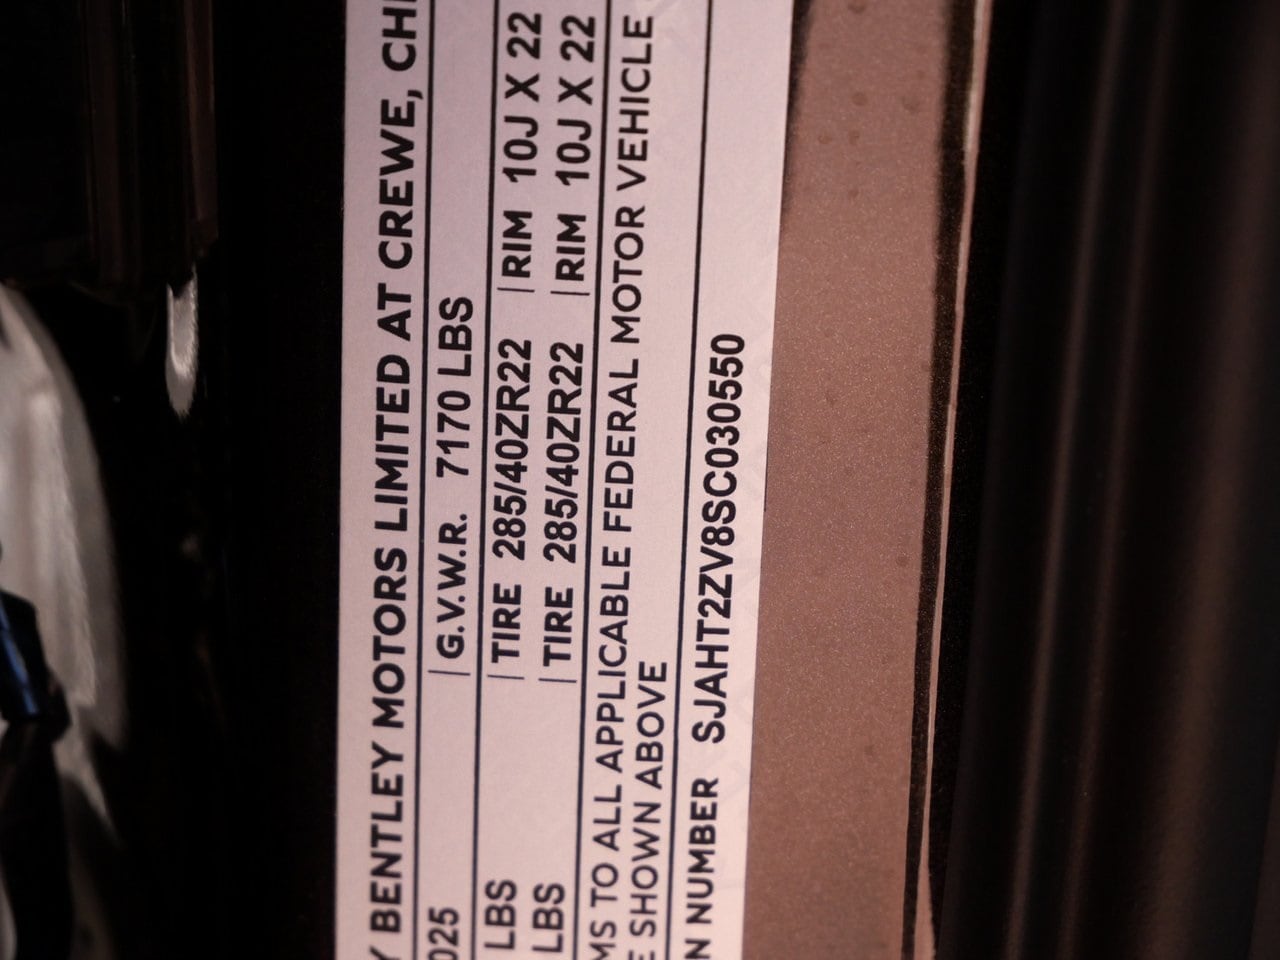 Y BENTLEY MOTORS LIMITED AT CREWE, CH
025 | G.V.W.R. 7170 LBS
LBS | TIRE 285/40ZR22 | RIM 10J X 22
LBS | TIRE 285/40ZR22 | RIM 10J X 22
MS TO ALL APPLICABLE FEDERAL MOTOR VEHICLE
E SHOWN ABOVE
N NUMBER SJAHT2ZV8SC030550